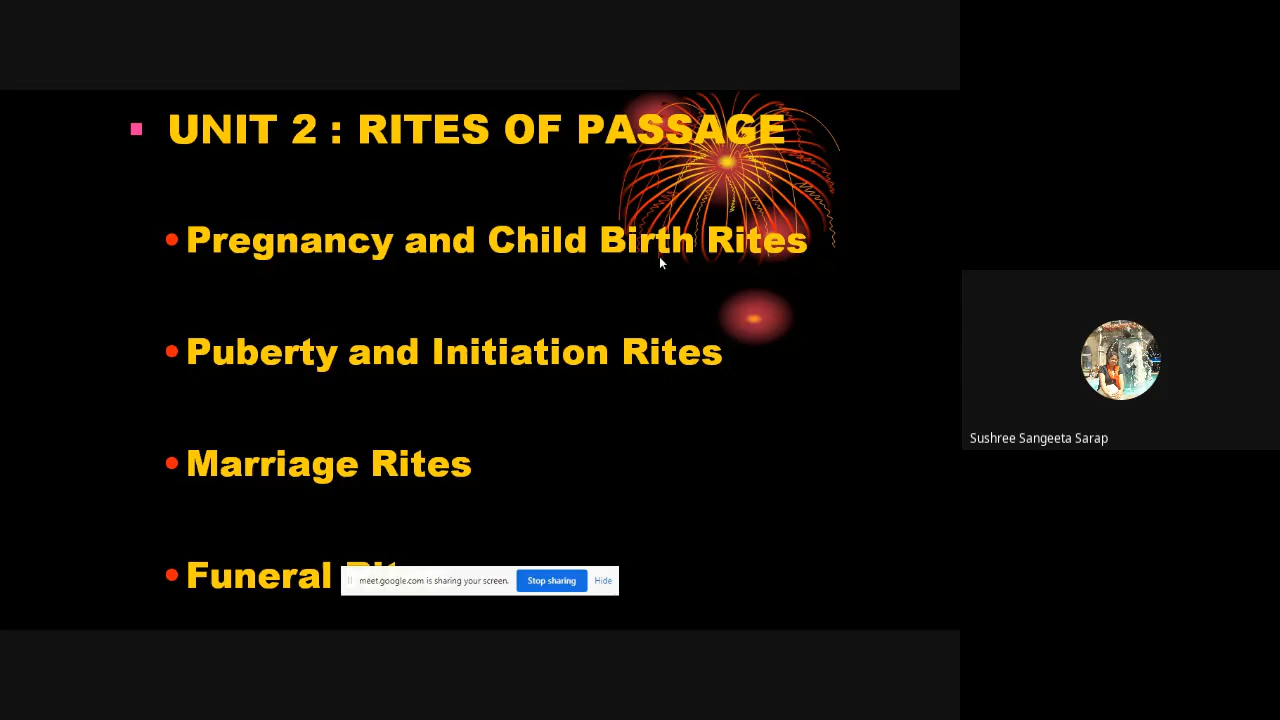 UNIT 2 : RITES OF PASSAGE
Pregnancy and Child Birth Rites
Puberty and Initiation Rites
Marriage Rites
Funeral
meet.google.com is sharing your screen. Stop sharing Hide
Sushree Sangeeta Sarap